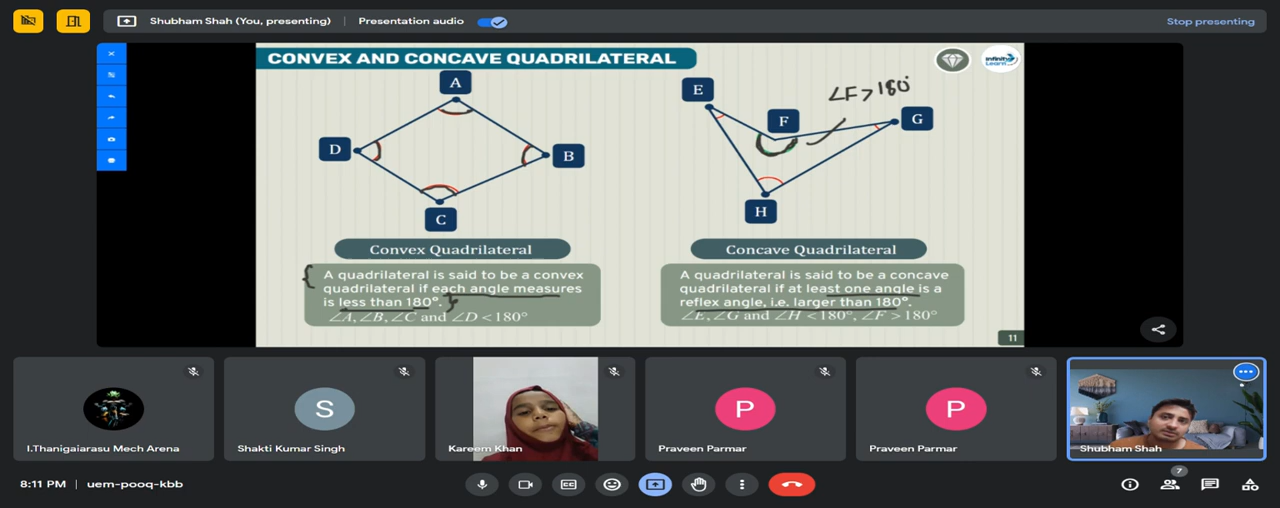 Shubham Shah (You, presenting)
Presentation audio
Stop presenting
CONVEX AND CONCAVE QUADRILATERAL
infinity
Learn
A
B
C
D
E
F
G
H
∠F>180°
Convex Quadrilateral
A quadrilateral is said to be a convex
quadrilateral if each angle measures
is less than 180°.
∠A,∠B,∠C and ∠D<180°
Concave Quadrilateral
A quadrilateral is said to be a concave
quadrilateral if at least one angle is a
reflex angle, i.e. larger than 180°.
∠E,∠G and ∠H <180°, ∠F >180°
11
I.Thanigaiarasu Mech Arena
S
Shakti Kumar Singh
Kareem Khan
P
Praveen Parmar
P
Praveen Parmar
Shubham Shah
8:11 PM | uem-pooq-kbb
7